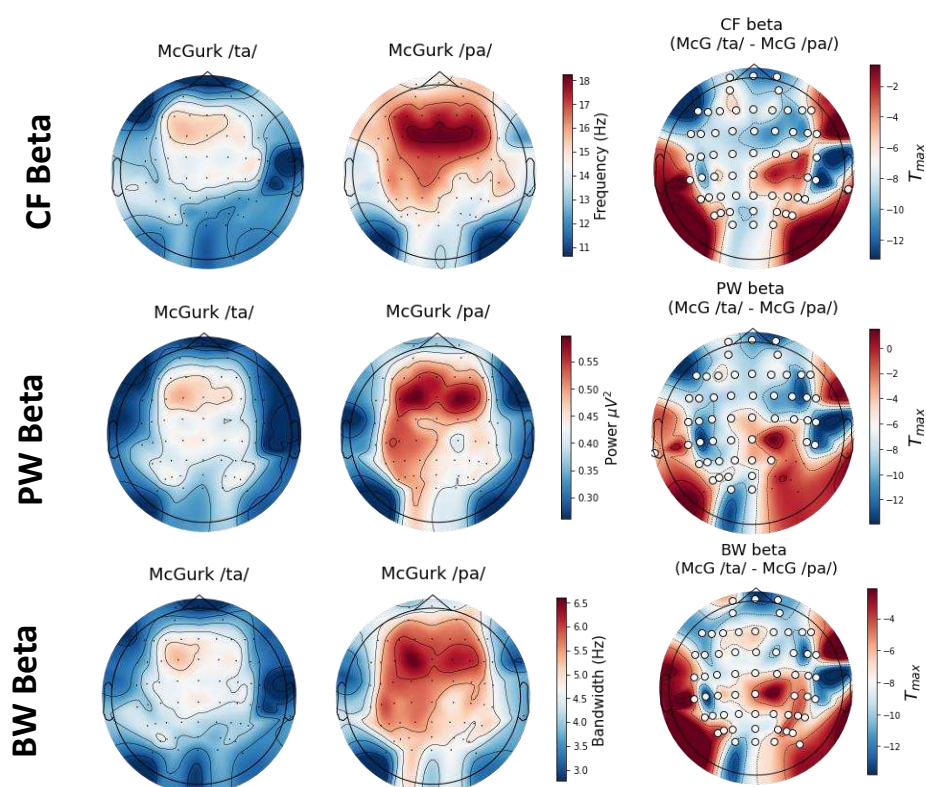 CF Beta
McGurk /ta/
McGurk /pa/
CF beta
(McG /ta/ - McG /pa/)
18
17
16
15
14
13
12
11
Frequency (Hz)
−2
−4
−6
−8
−10
−12
Tmax
PW Beta
McGurk /ta/
McGurk /pa/
PW beta
(McG /ta/ - McG /pa/)
0.55
0.50
0.45
0.40
0.35
0.30
Power μV²
0
−2
−4
−6
−8
−10
−12
Tmax
BW Beta
McGurk /ta/
McGurk /pa/
BW beta
(McG /ta/ - McG /pa/)
6.5
6.0
5.5
5.0
4.5
4.0
3.5
3.0
Bandwidth (Hz)
−4
−6
−8
−10
−12
Tmax